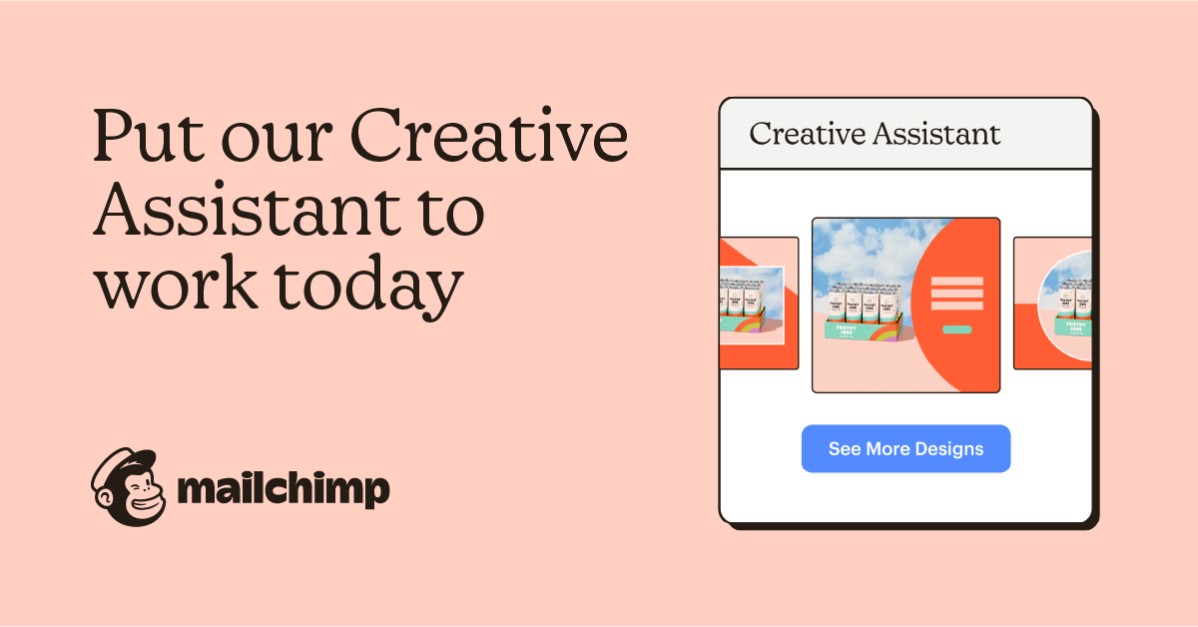 Put our Creative
Assistant to
work today
mailchimp
Creative Assistant
See More Designs